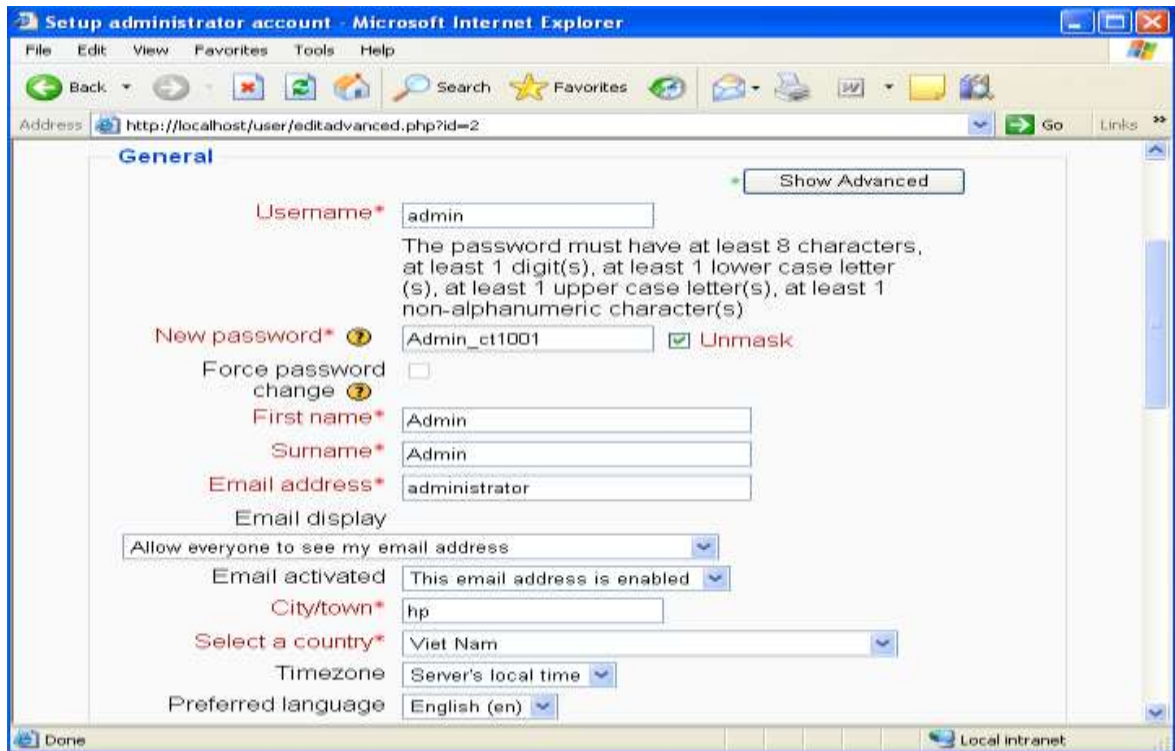 Setup administrator account - Microsoft Internet Explorer
File Edit View Favorites Tools Help
Back Search Favorites
Address http://localhost/user/editadvanced.php?id=2 Go Links »
General
* Show Advanced
Username* admin
The password must have at least 8 characters,
at least 1 digit(s), at least 1 lower case letter
(s), at least 1 upper case letter(s), at least 1
non-alphanumeric character(s)
New password* ? Admin_ct1001 Unmask
Force password
change ?
First name* Admin
Surname* Admin
Email address* administrator
Email display
Allow everyone to see my email address
Email activated This email address is enabled
City/town* hp
Select a country* Viet Nam
Timezone Server's local time
Preferred language English (en)
Done Local intranet